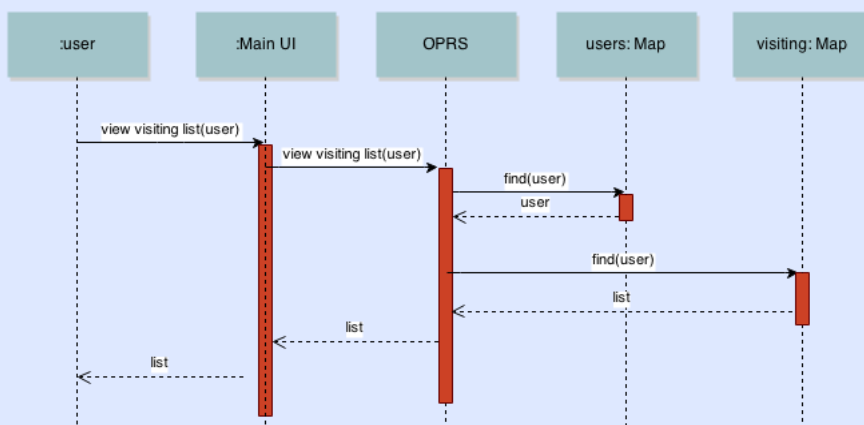 :user
:Main UI
OPRS
users: Map
visiting: Map
view visiting list(user)
view visiting list(user)
find(user)
user
find(user)
list
list
list